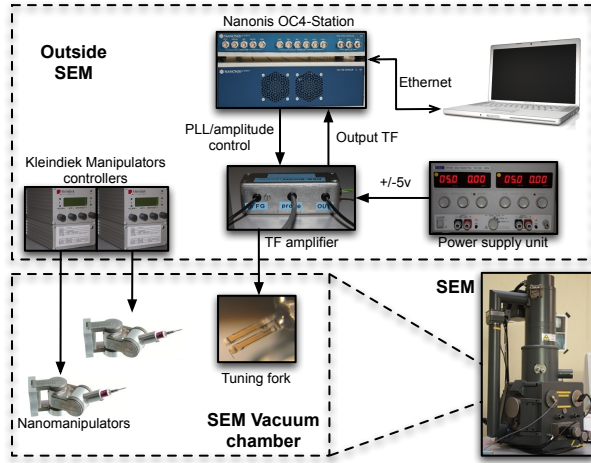 Nanonis OC4-Station
Outside
SEM
Ethernet
PLL/amplitude
control
Output TF
Kleindiek Manipulators
controllers
+/-5v
TF amplifier
Power supply unit
SEM
Tuning fork
Nanomanipulators
SEM Vacuum
chamber